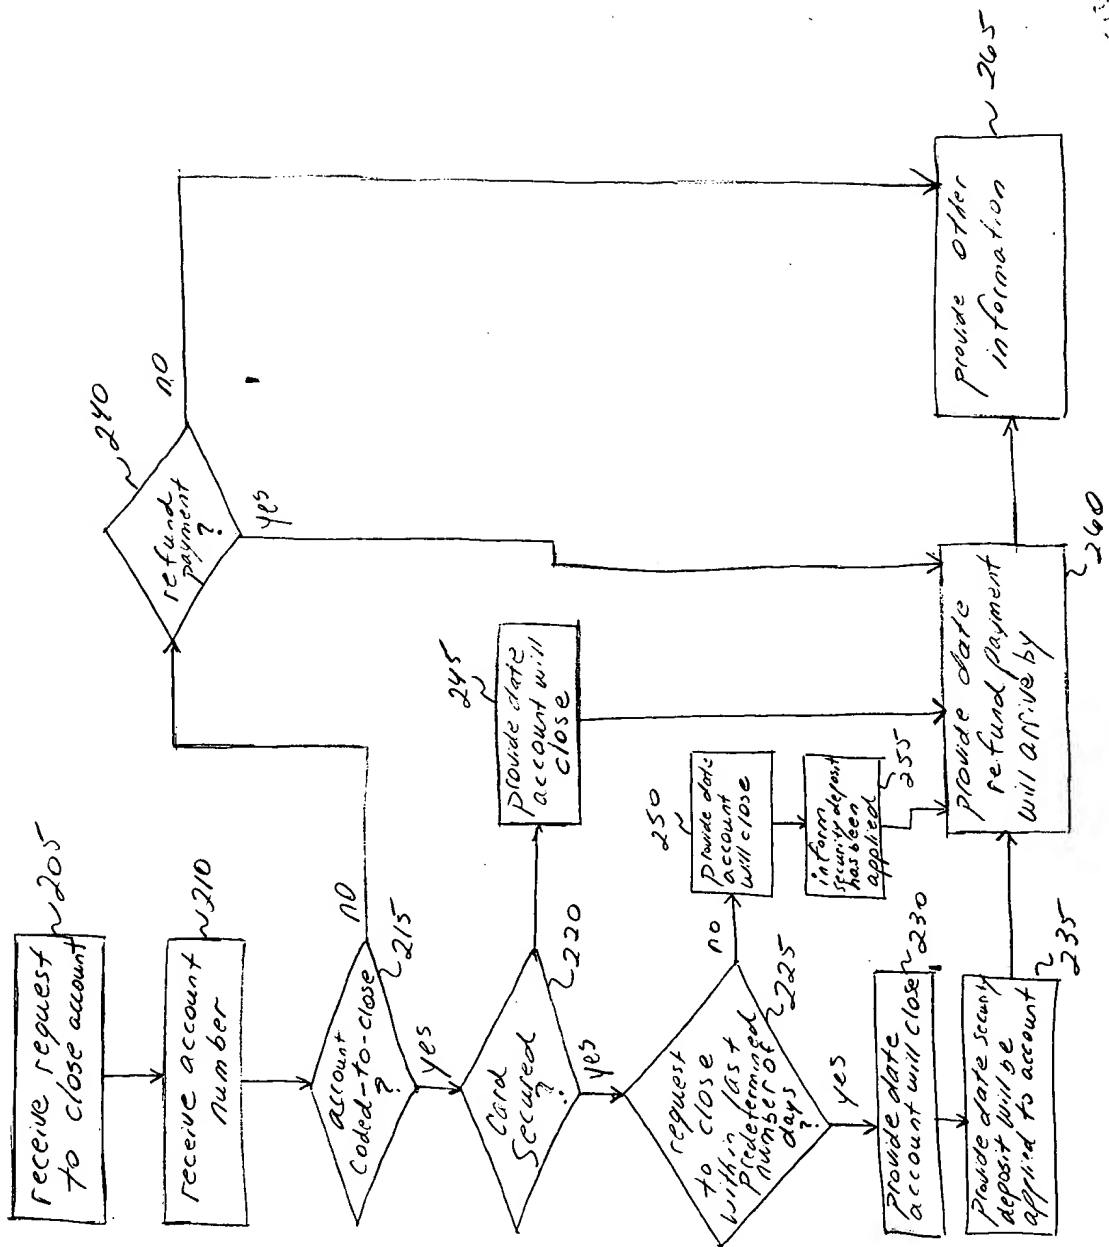 receive request
to close account
205
receive account
number
210
account
coded-to-close
?
215
no
yes
card
secured
?
220
yes
request
to close
within last
predetermined
number of
days
?
225
no
yes
provide date
account will close
230
provide date security
deposit will be
applied to account
235
refund
payment
?
240
no
yes
provide date
account will
close
245
provide date
account
will close
250
inform
security deposit
has been
applied
255
provide date
refund payment
will arrive by
260
provide other
information
265